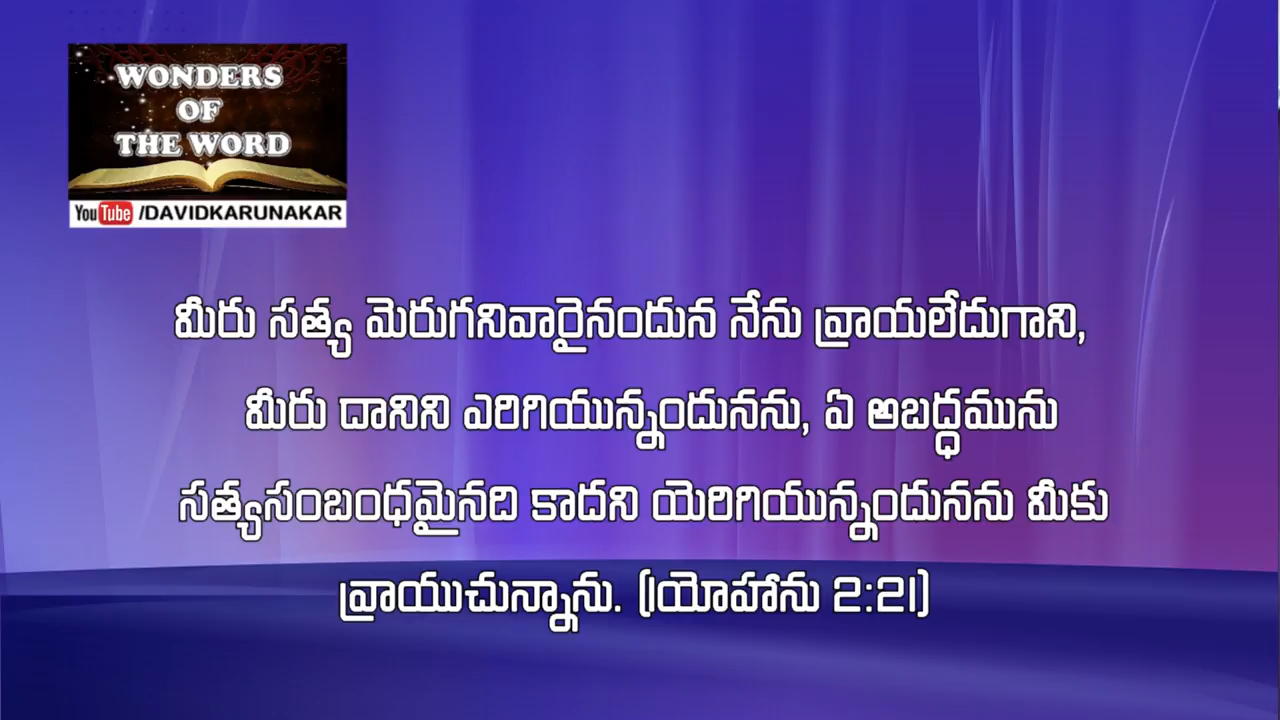 WONDERS
OF
THE WORD
YouTube /DAVIDKARUNAKAR
మీరు సత్య మెరుగనివారైనందున నేను వ్రాయలేదుగాని,
మీరు దానిని ఎరిగియున్నందునను, ఏ అబద్ధమును
సత్యసంబంధమైనది కాదని యెరిగియున్నందునను మీకు
వ్రాయుచున్నాను. (1యోహాను 2:21)